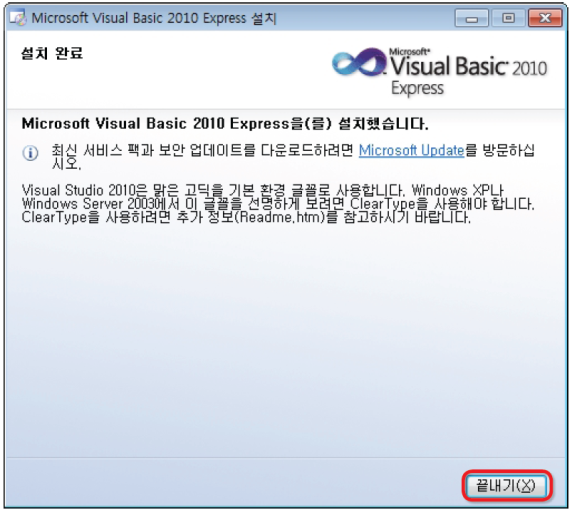 Microsoft Visual Basic 2010 Express 설치
설치 완료
Microsoft
Visual Basic 2010
Express
Microsoft Visual Basic 2010 Express을(를) 설치했습니다.
최신 서비스 팩과 보안 업데이트를 다운로드하려면 Microsoft Update를 방문하십
시오.
Visual Studio 2010은 맑은 고딕을 기본 환경 글꼴로 사용합니다. Windows XP나
Windows Server 2003에서 이 글꼴을 선명하게 보려면 ClearType을 사용해야 합니다.
ClearType을 사용하려면 추가 정보(Readme.htm)를 참고하시기 바랍니다.
끝내기(X)